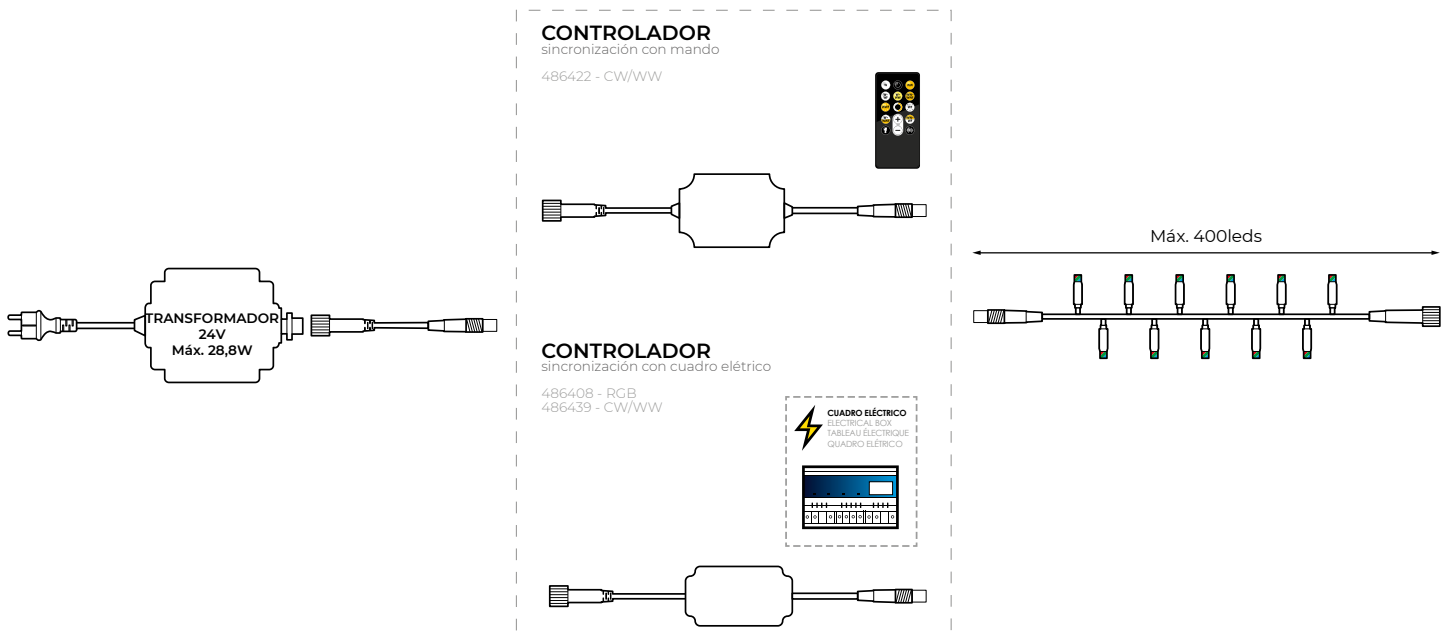 TRANSFORMADOR
24V
Máx. 28,8W
CONTROLADOR
sincronización con mando
486422 - CW/WW
CONTROLADOR
sincronización con cuadro elétrico
486408 - RGB
486439 - CW/WW
CUADRO ELÉCTRICO
ELECTRICAL BOX
TABLEAU ÉLECTRIQUE
QUADRO ELÉTRICO
Máx. 400leds